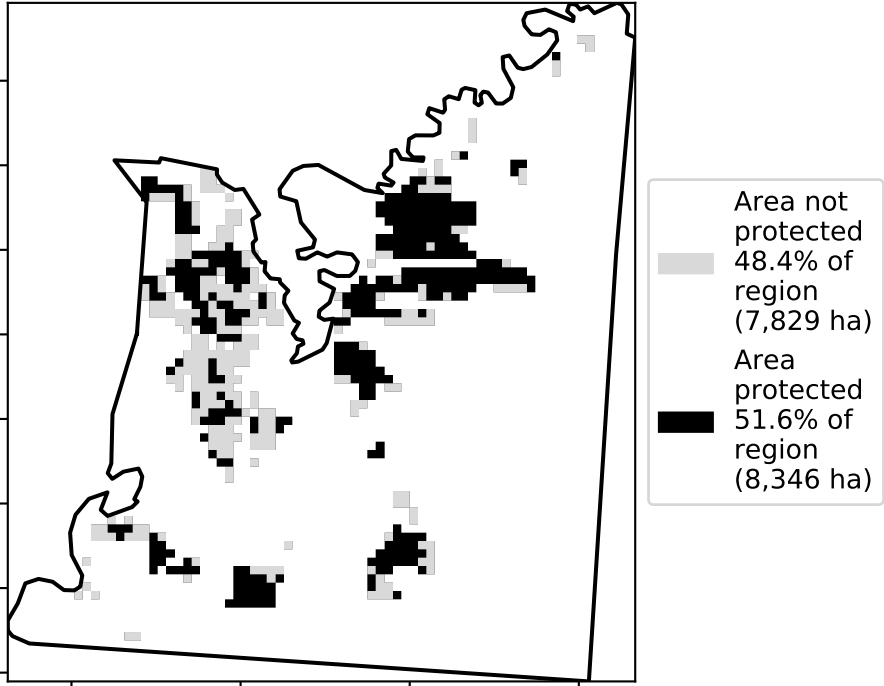 Area not
protected
48.4% of
region
(7,829 ha)
Area
protected
51.6% of
region
(8,346 ha)